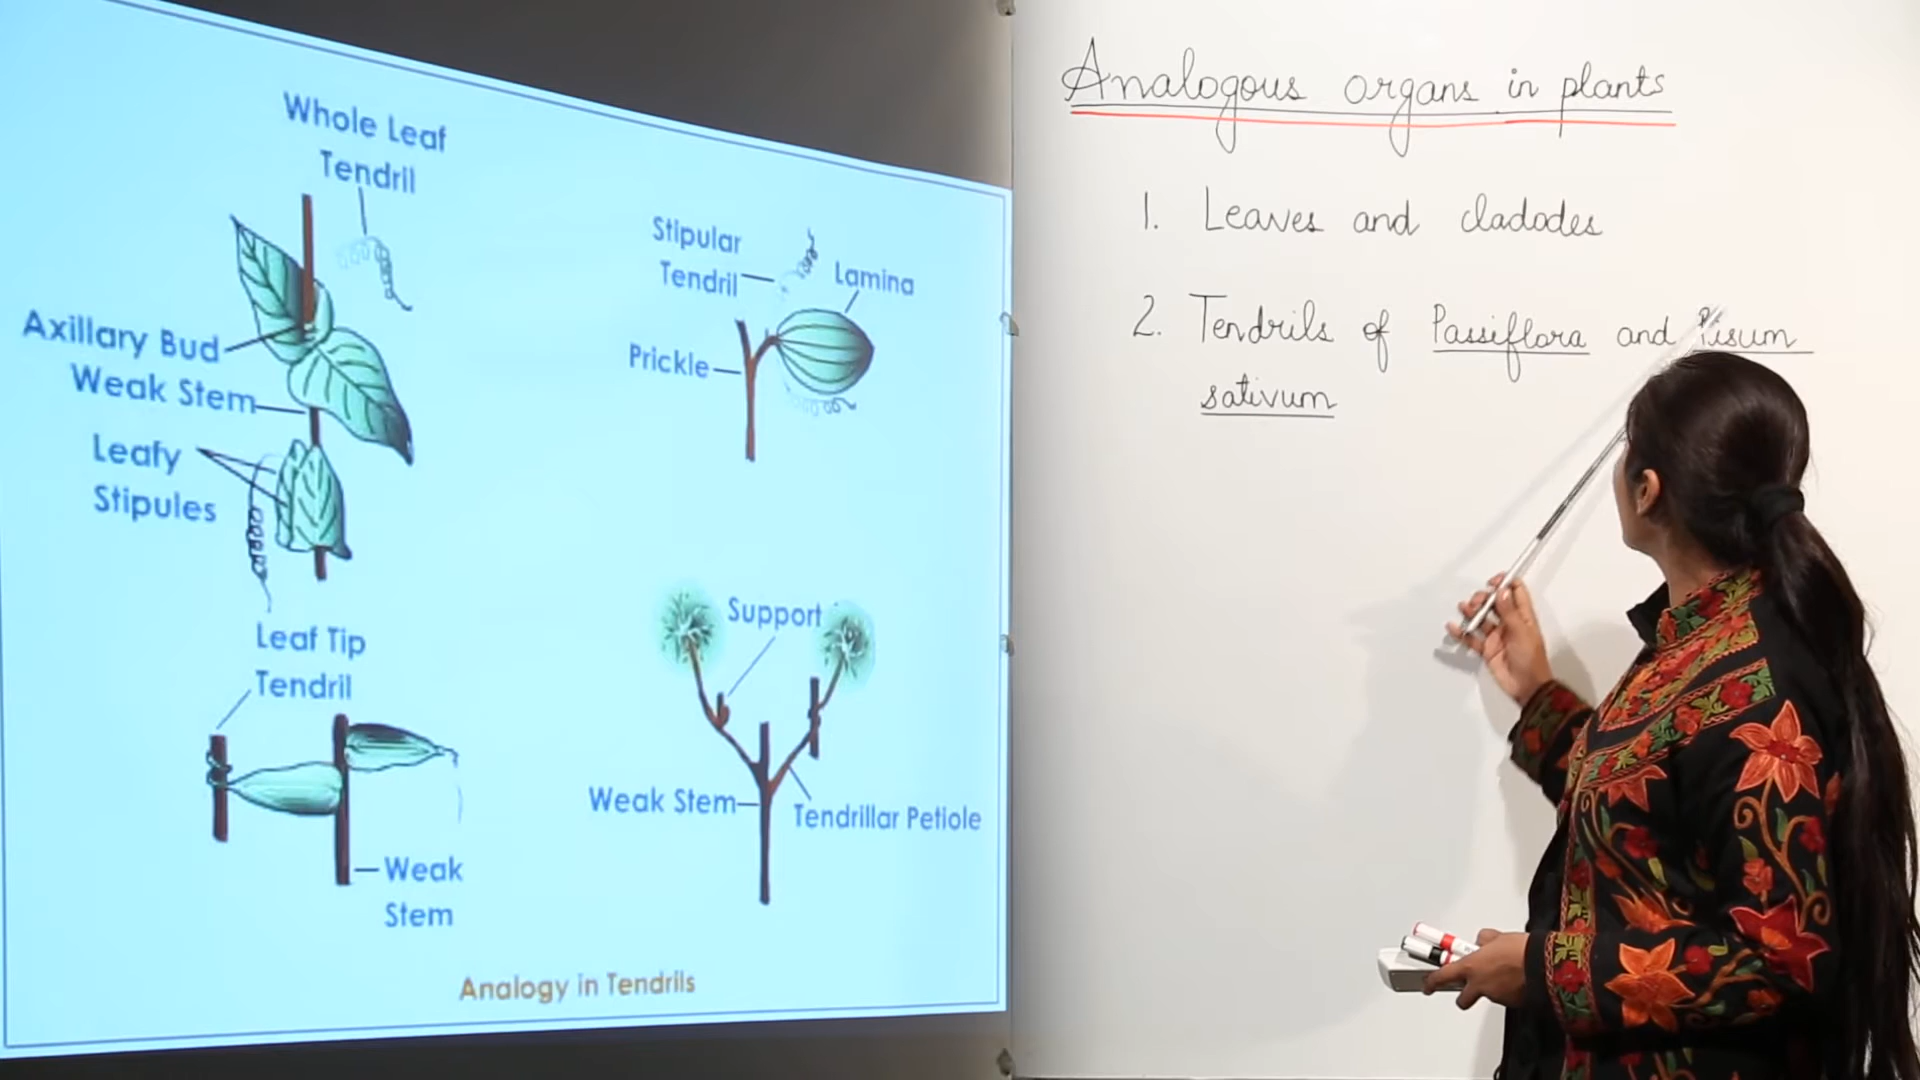 Whole Leaf
Tendril
Axillary Bud
Weak Stem
Leafy
Stipules
Leaf Tip
Tendril
Weak
Stem
Stipular
Tendril
Lamina
Prickle
Support
Weak Stem
Tendrillar Petiole
Analogy in Tendrils
Analogous organs in plants
1. Leaves and cladodes
2. Tendrils of Passiflora and Pisum
sativum